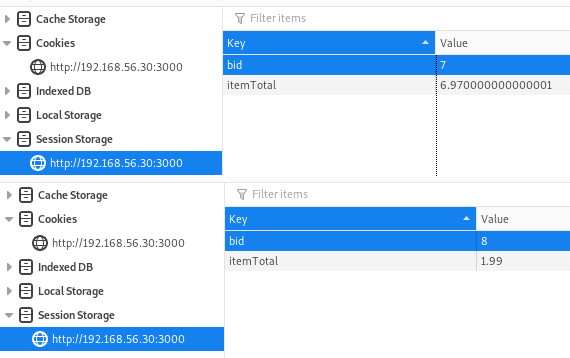 Cache Storage
Cookies
http://192.168.56.30:3000
Indexed DB
Local Storage
Session Storage
http://192.168.56.30:3000
Filter items
Key Value
bid 7
itemTotal 6.970000000000001
Cache Storage
Cookies
http://192.168.56.30:3000
Indexed DB
Local Storage
Session Storage
http://192.168.56.30:3000
Filter items
Key Value
bid 8
itemTotal 1.99